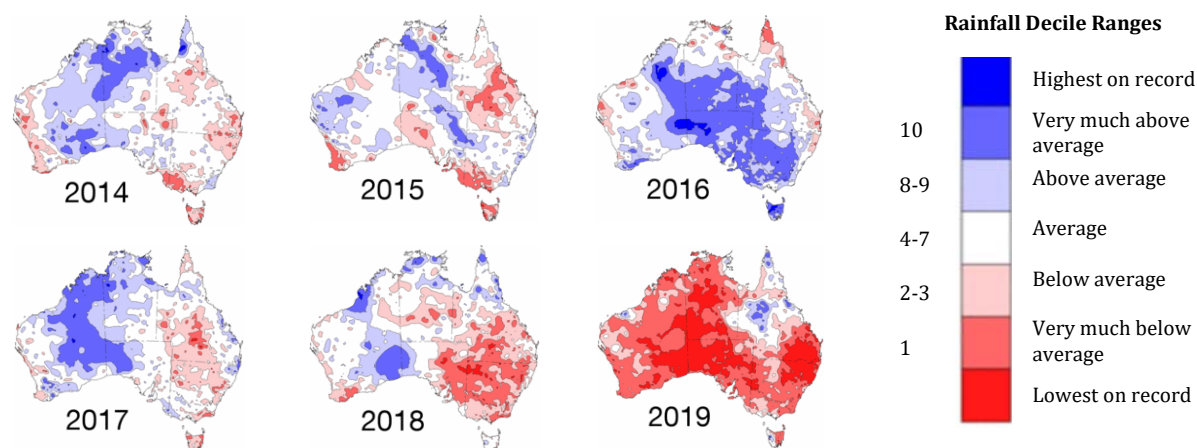 2014
2015
2016
2017
2018
2019
Rainfall Decile Ranges
Highest on record
10
Very much above
average
8-9
Above average
4-7
Average
2-3
Below average
1
Very much below
average
Lowest on record